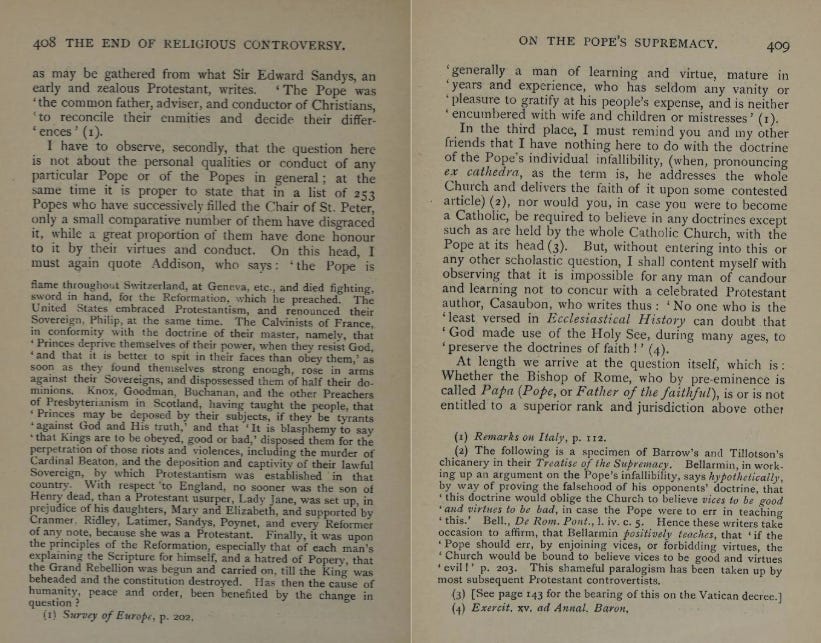 408 THE END OF RELIGIOUS CONTROVERSY.
as may be gathered from what Sir Edward Sandys, an
early and zealous Protestant, writes. ‘The Pope was
‘the common father, adviser, and conductor of Christians,
‘to reconcile their enmities and decide their differ-
‘ences’ (1).
I have to observe, secondly, that the question here
is not about the personal qualities or conduct of any
particular Pope or of the Popes in general; at the
same time it is proper to state that in a list of 253
Popes who have successively filled the Chair of St. Peter,
only a small comparative number of them have disgraced
it, while a great proportion of them have done honour
to it by their virtues and conduct. On this head, I
must again quote Addison, who says: ‘the Pope is
flame throughout Switzerland, at Geneva, etc., and died fighting,
sword in hand, for the Reformation, which he preached. The
United States embraced Protestantism, and renounced their
Sovereign, Philip, at the same time. The Calvinists of France,
in conformity with the doctrine of their master, namely, that
‘Princes deprive themselves of their power, when they resist God,
‘and that it is better to spit in their faces than obey them,’ as
soon as they found themselves strong enough, rose in arms
against their Sovereigns, and dispossessed them of half their do-
minions. Knox, Goodman, Buchanan, and the other Preachers
of Presbyterianism in Scotland, having taught the people, that
‘Princes may be deposed by their subjects, if they be tyrants
‘against God and His truth,’ and that ‘It is blasphemy to say
‘that Kings are to be obeyed, good or bad,’ disposed them for the
perpetration of those riots and violences, including the murder of
Cardinal Beaton, and the deposition and captivity of their lawful
Sovereign, by which Protestantism was established in that
country. With respect to England, no sooner was the son of
Henry dead, than a Protestant usurper, Lady Jane, was set up, in
prejudice of his daughters, Mary and Elizabeth, and supported by
Cranmer, Ridley, Latimer, Sandys, Poynet, and every Reformer
of any note, because she was a Protestant. Finally, it was upon
the principles of the Reformation, especially that of each man's
explaining the Scripture for himself, and a hatred of Popery, that
the Grand Rebellion was begun and carried on, till the King was
beheaded and the constitution destroyed. Has then the cause of
humanity, peace and order, been benefited by the change in
question?
(1) Survey of Europe, p. 202.
ON THE POPE'S SUPREMACY. 409
‘generally a man of learning and virtue, mature in
‘years and experience, who has seldom any vanity or
‘pleasure to gratify at his people's expense, and is neither
‘encumbered with wife and children or mistresses’ (1).
In the third place, I must remind you and my other
friends that I have nothing here to do with the doctrine
of the Pope's individual infallibility, (when, pronouncing
ex cathedra, as the term is, he addresses the whole
Church and delivers the faith of it upon some contested
article) (2), nor would you, in case you were to become
a Catholic, be required to believe in any doctrines except
such as are held by the whole Catholic Church, with the
Pope at its head (3). But, without entering into this or
any other scholastic question, I shall content myself with
observing that it is impossible for any man of candour
and learning not to concur with a celebrated Protestant
author, Casaubon, who writes thus: ‘No one who is the
‘least versed in Ecclesiastical History can doubt that
‘God made use of the Holy See, during many ages, to
‘preserve the doctrines of faith!’ (4).
At length we arrive at the question itself, which is:
Whether the Bishop of Rome, who by pre-eminence is
called Papa (Pope, or Father of the faithful), is or is not
entitled to a superior rank and jurisdiction above other
(1) Remarks on Italy, p. 112.
(2) The following is a specimen of Barrow's and Tillotson's
chicanery in their Treatise of the Supremacy. Bellarmin, in work-
ing up an argument on the Pope's infallibility, says hypothetically,
by way of proving the falsehood of his opponents' doctrine, that
‘this doctrine would oblige the Church to believe vices to be good
‘and virtues to be bad, in case the Pope were to err in teaching
‘this.’ Bell., De Rom. Pont., l. iv. c. 5. Hence these writers take
occasion to affirm, that Bellarmin positively teaches, that ‘if the
‘Pope should err, by enjoining vices, or forbidding virtues, the
‘Church would be bound to believe vices to be good and virtues
‘evil!’ p. 203. This shameful paralogism has been taken up by
most subsequent Protestant controvertists.
(3) [See page 143 for the bearing of this on the Vatican decree.]
(4) Exercit. xv. ad Annal. Baron.